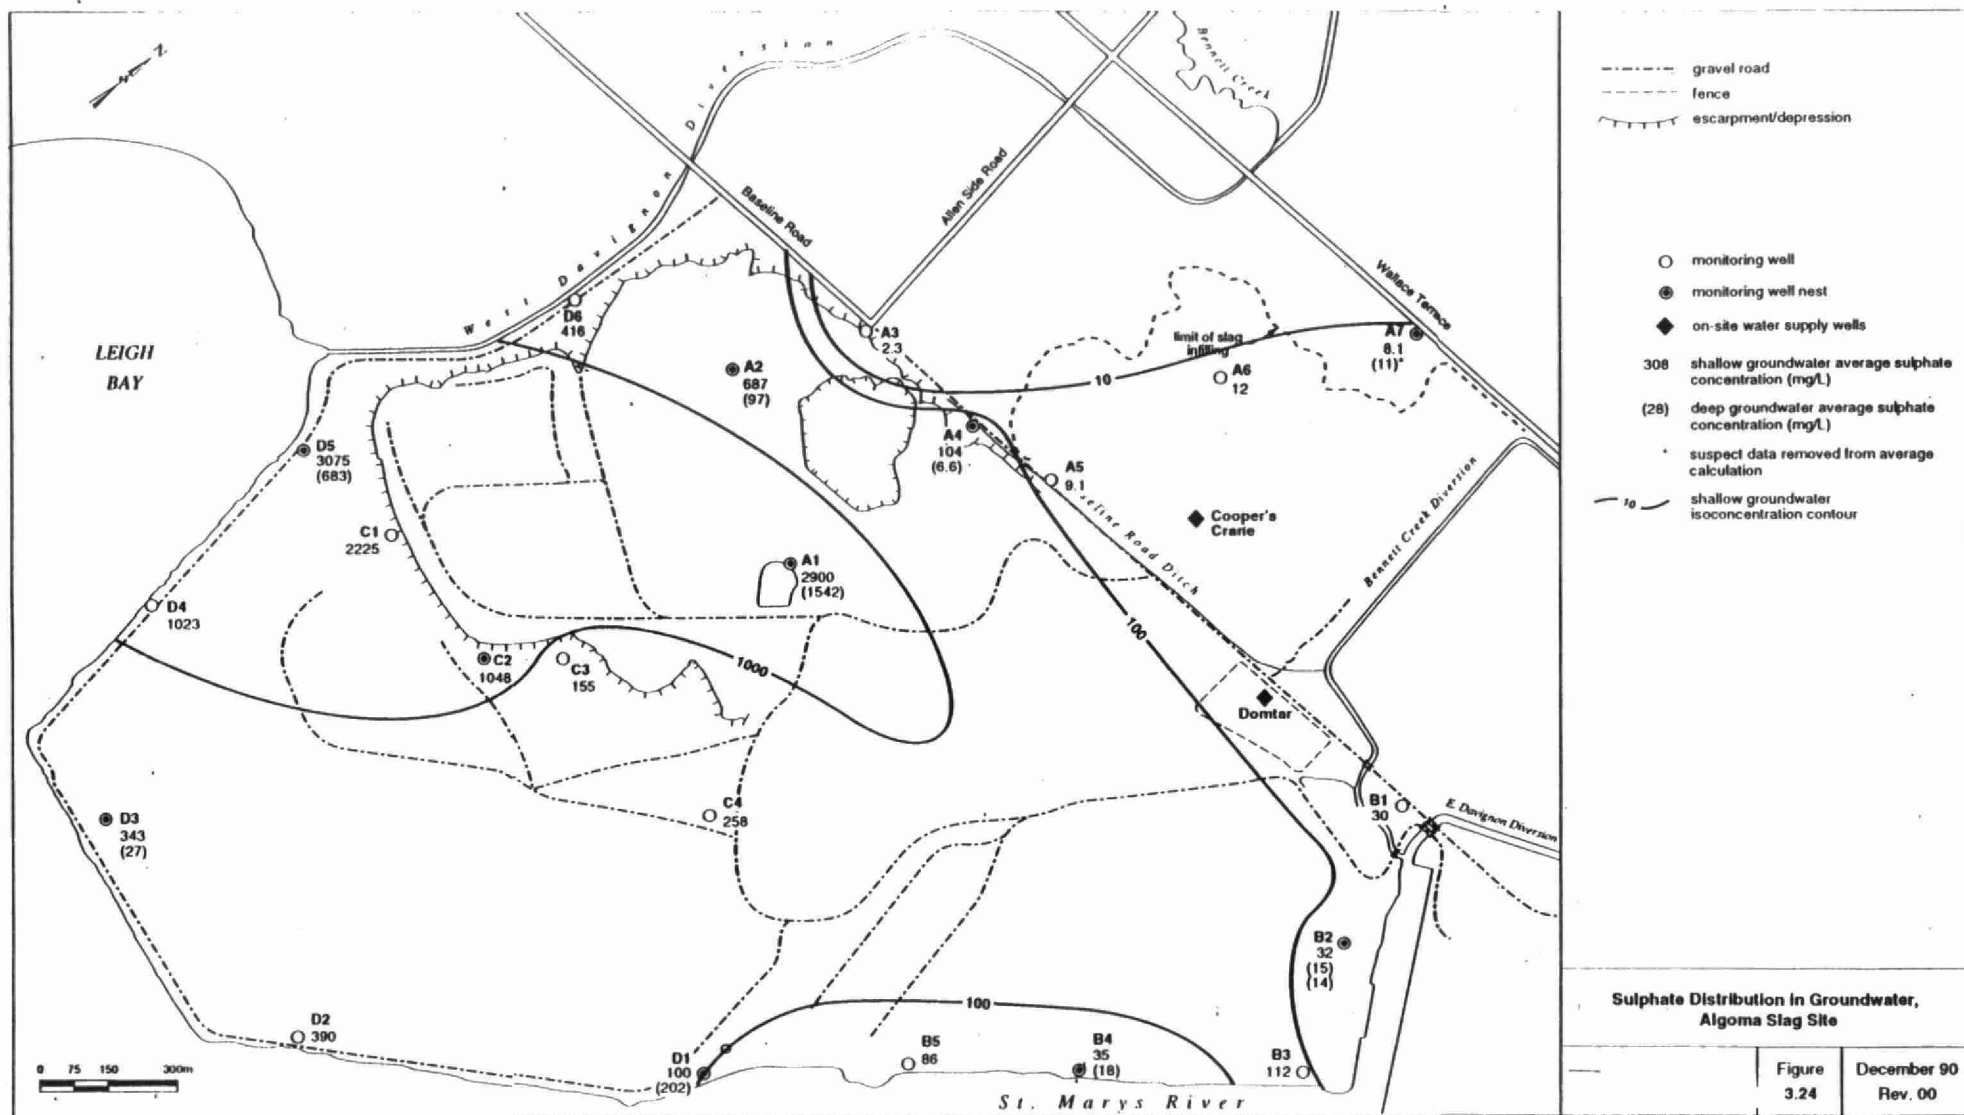 N
gravel road
fence
escarpment/depression
monitoring well
monitoring well nest
on-site water supply wells
308 shallow groundwater average sulphate
concentration (mg/L)
(28) deep groundwater average sulphate
concentration (mg/L)
* suspect data removed from average
calculation
10 shallow groundwater
isoconcentration contour
Bennett Creek
West Davignon Diversion
Baseline Road
Allen Side Road
Wallace Terrace
LEIGH
BAY
D6
416
A3
2.3
limit of slag
infilling
A7
8.1
(11)*
A2
687
(97)
10
A6
12
A4
104
(6.6)
A5
9.1
D5
3075
(683)
Cooper's
Crane
seline Road Ditch
Bennett Creek Diversion
C1
2225
A1
2900
(1542)
D4
1023
100
C2
1048
C3
155
1000
Domtar
D3
343
(27)
C4
258
B1
30
E. Davignon Diversion
B2
32
(15)
(14)
100
D2
390
D1
100
(202)
B5
86
B4
35
(18)
B3
112
0 75 150 300m
St. Marys River
Sulphate Distribution in Groundwater,
Algoma Slag Site
Figure
3.24
December 90
Rev. 00